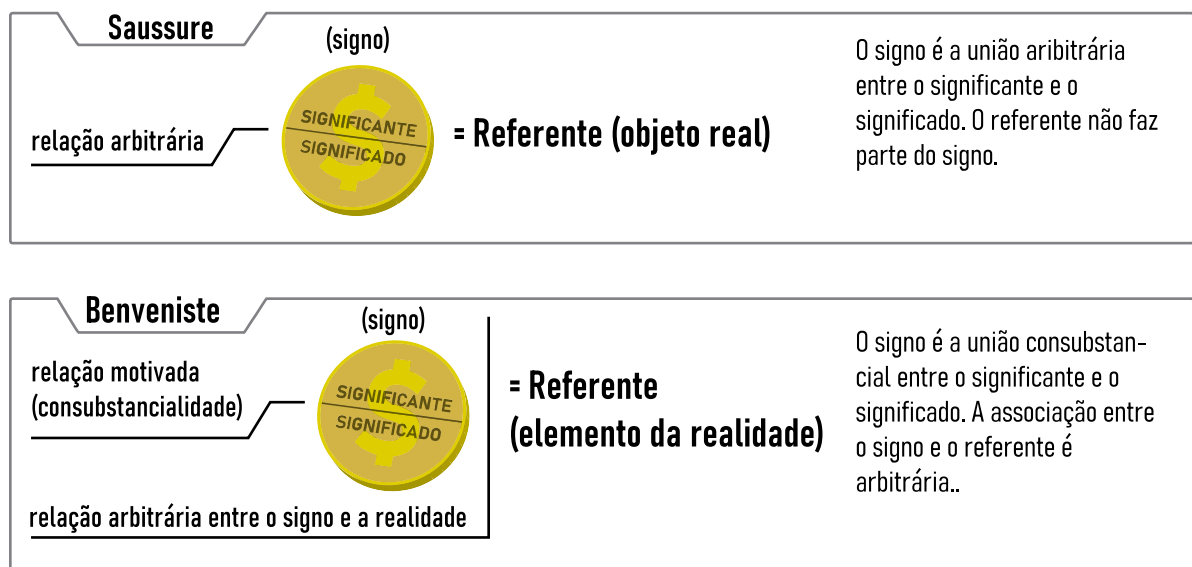 Saussure
(signo)
relação arbitrária
SIGNIFICANTE
SIGNIFICADO
= Referente (objeto real)
O signo é a união aribitrária
entre o significante e o
significado. O referente não faz
parte do signo.
Benveniste
(signo)
relação motivada
(consubstancialidade)
SIGNIFICANTE
SIGNIFICADO
= Referente
(elemento da realidade)
relação arbitrária entre o signo e a realidade
O signo é a união consubstan-
cial entre o significante e o
significado. A associação entre
o signo e o referente é
arbitrária..